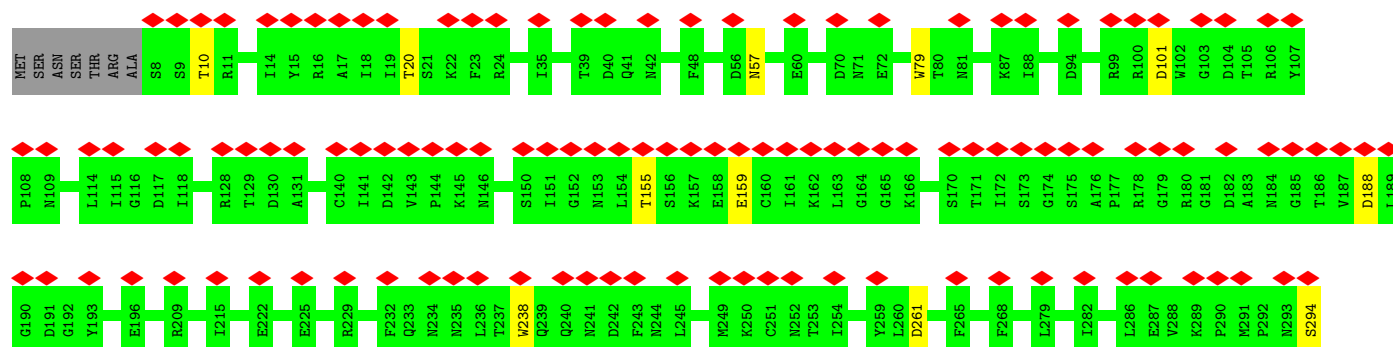 MET SER ASN SER THR ARG ALA S8 S9 T10 R11 I14 Y15 R16 A17 I18 I19 T20 S21 K22 F23 R24 I35 T39 D40 Q41 N42 F48 D56 N57 E60 D70 N71 E72 W79 T80 N81 K87 I88 D94 R99 R100 D101 W102 G103 D104 T105 R106 Y107
P108 N109 L114 I115 G116 D117 I118 R128 T129 D130 A131 C140 I141 D142 V143 P144 K145 N146 S150 I151 G152 N153 L154 T155 S156 K157 E158 E159 C160 I161 K162 L163 G164 G165 K166 S170 T171 I172 S173 G174 S175 A176 P177 R178 G179 R180 G181 D182 A183 N184 G185 T186 V187 D188 L189
G190 D191 G192 Y193 E196 R209 I215 E222 E225 R229 F232 Q233 N234 N235 L236 T237 W238 Q239 Q240 N241 D242 F243 N244 L245 M249 K250 C251 N252 T253 I254 Y259 L260 D261 F265 F268 L279 I282 L286 E287 V288 K289 P290 M291 P292 N293 S294